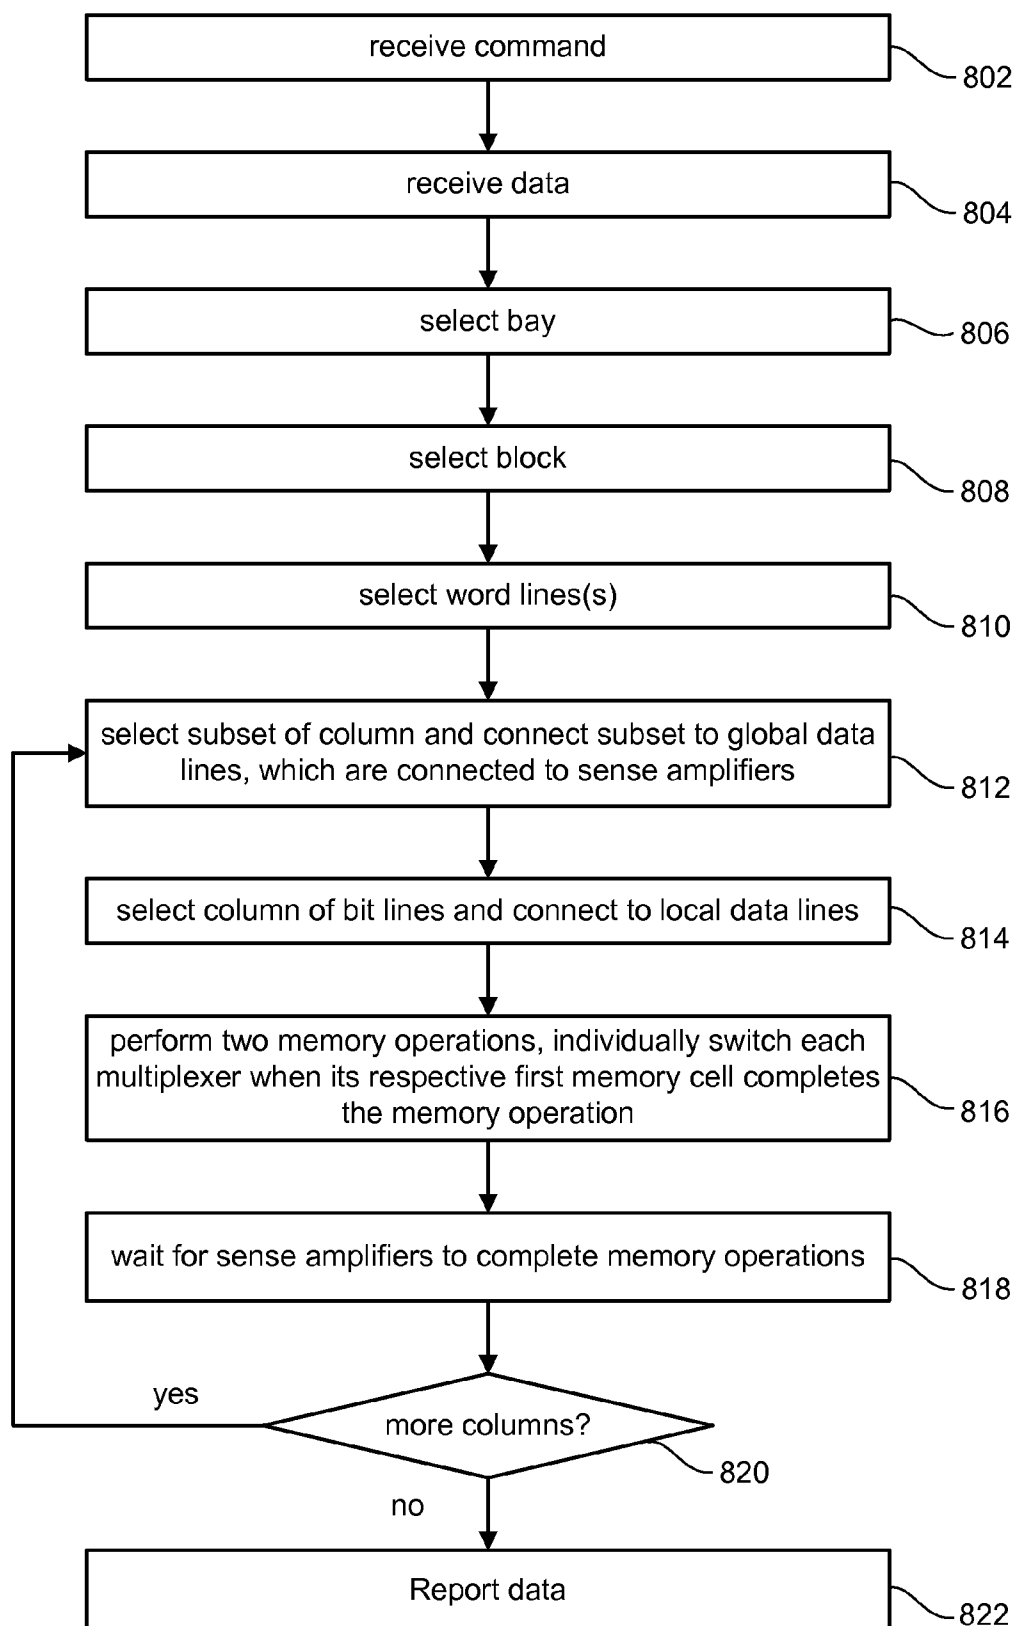 receive command
802
receive data
804
select bay
806
select block
808
select word lines(s)
810
select subset of column and connect subset to global data
lines, which are connected to sense amplifiers
812
select column of bit lines and connect to local data lines
814
perform two memory operations, individually switch each
multiplexer when its respective first memory cell completes
the memory operation
816
wait for sense amplifiers to complete memory operations
818
yes
more columns?
820
no
Report data
822